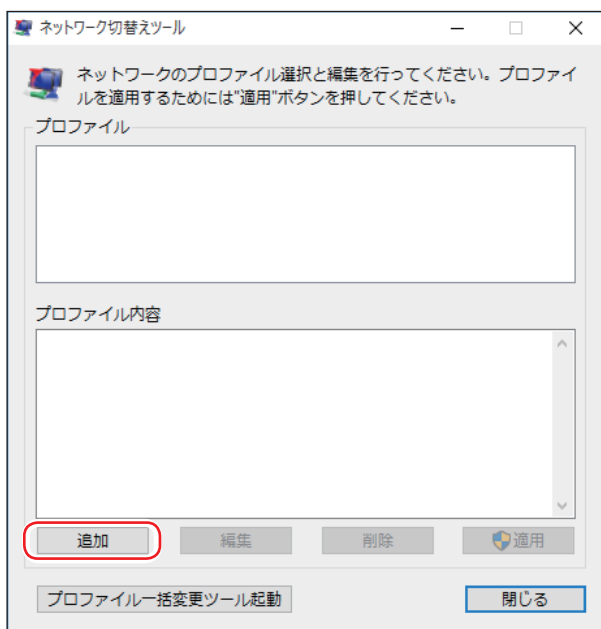 ネットワーク切替えツール
ネットワークのプロファイル選択と編集を行ってください。プロファイ
ルを適用するためには"適用"ボタンを押してください。
プロファイル
プロファイル内容
追加 編集 削除 適用
プロファイル一括変更ツール起動 閉じる